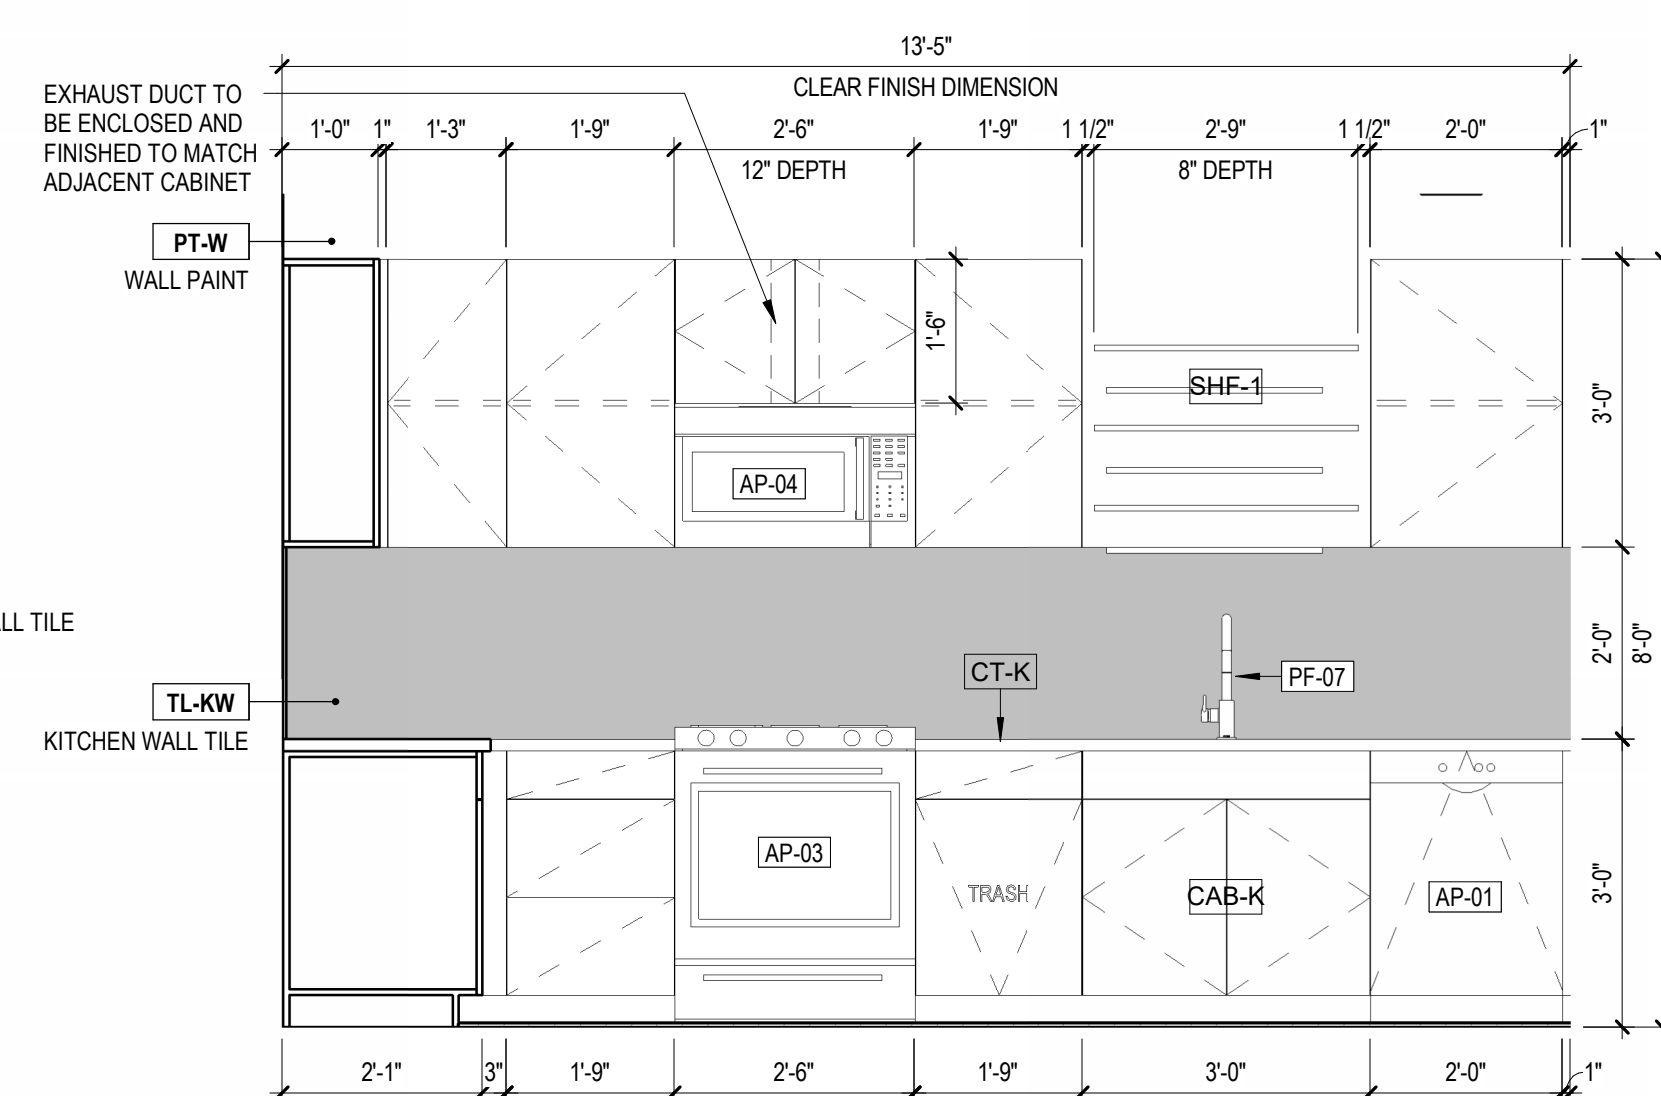 13'-5"
CLEAR FINISH DIMENSION
EXHAUST DUCT TO
BE ENCLOSED AND
FINISHED TO MATCH
ADJACENT CABINET
1'-0" 1" 1'-3" 1'-9" 2'-6" 1'-9" 1 1/2" 2'-9" 1 1/2" 2'-0" 1"
12" DEPTH
8" DEPTH
PT-W
WALL PAINT
1'-6"
SHF-1
3'-0"
AP-04
TILE
2'-0"
8'-0"
CT-K
PF-07
TL-KW
KITCHEN WALL TILE
AP-03
TRASH
CAB-K
AP-01
3'-0"
2'-1" 3" 1'-9" 2'-6" 1'-9" 3'-0" 2'-0" 1"